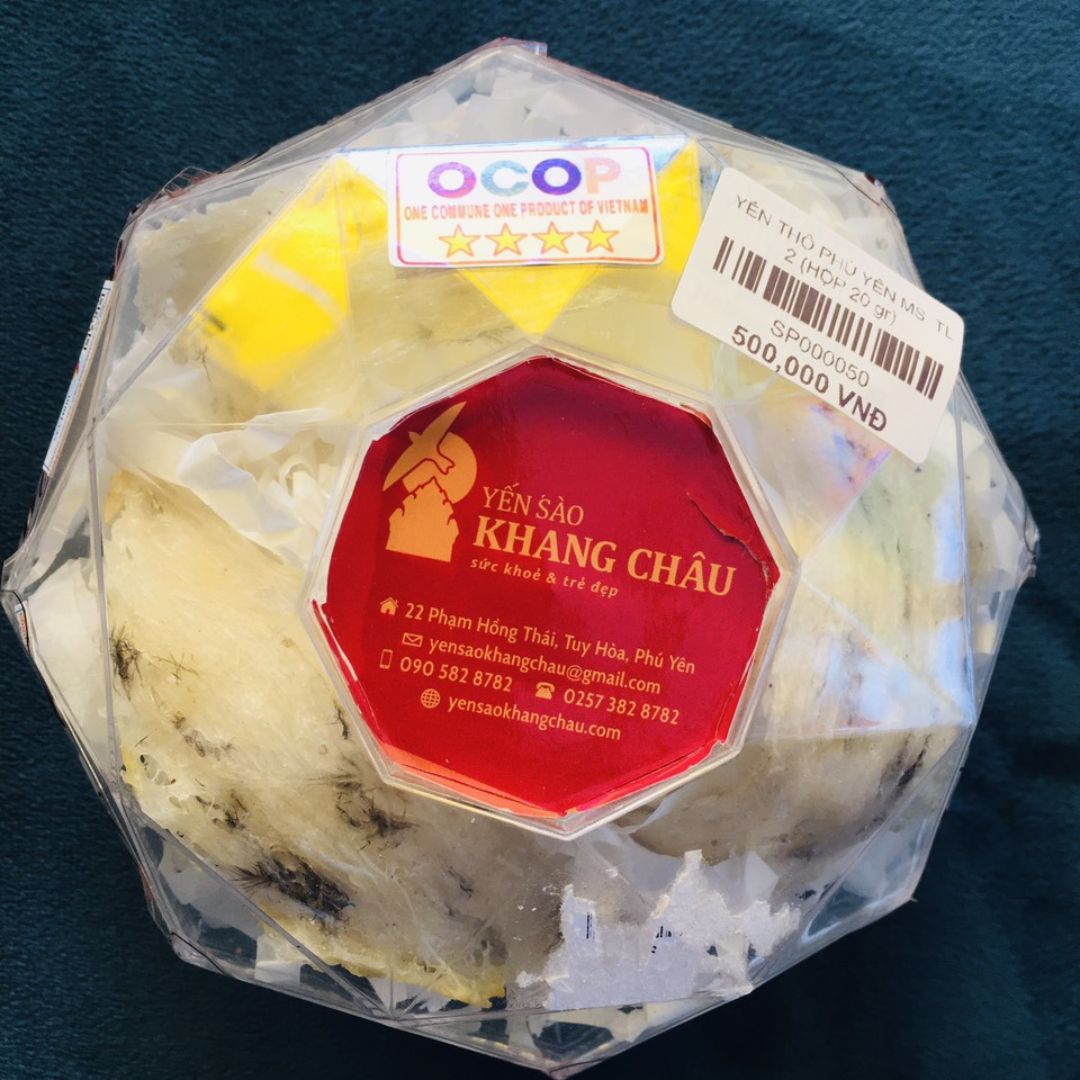 OCOP
ONE COMMUNE ONE PRODUCT OF VIETNAM
YẾN THÔ PHÚ YÊN MS TL
2 (HỘP 20 gr)
SP000050
500,000 VNĐ
YẾN SÀO
KHANG CHÂU
sức khoẻ & trẻ đẹp
22 Phạm Hồng Thái, Tuy Hòa, Phú Yên
yensaokhangchau@gmail.com
090 582 8782 0257 382 8782
yensaokhangchau.com